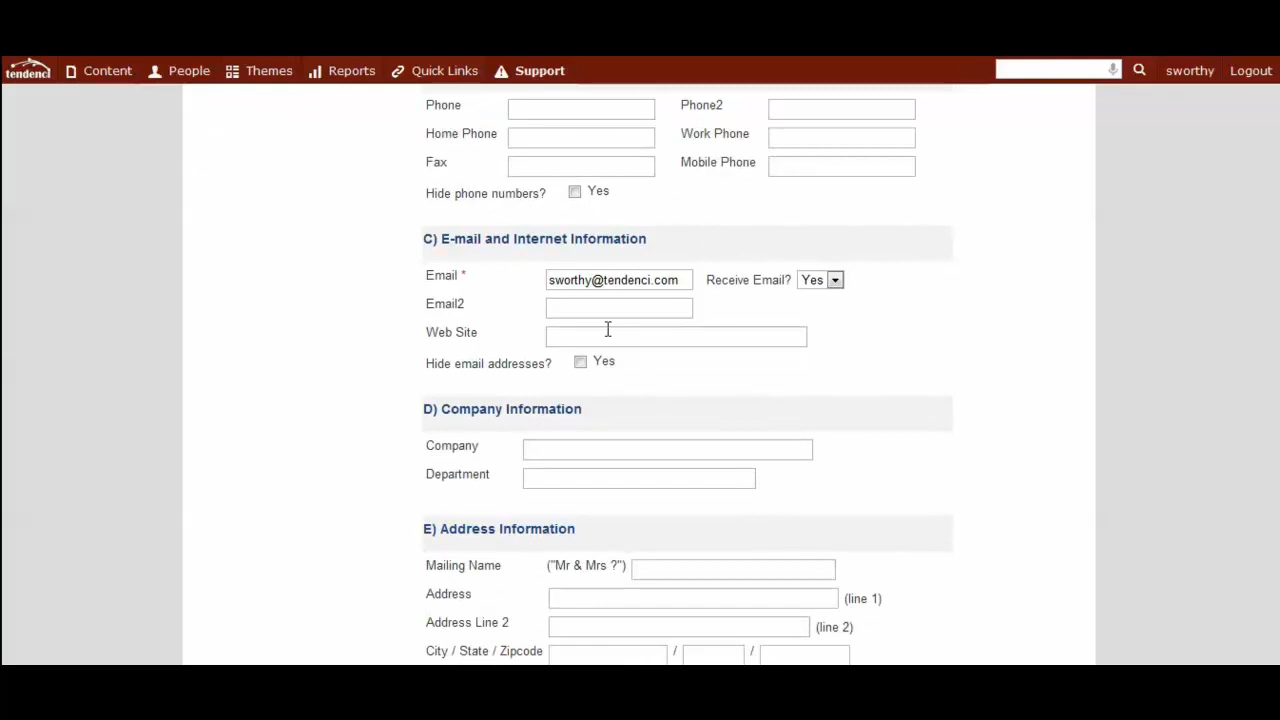 tendenci Content People Themes Reports Quick Links Support sworthy Logout
Phone Phone2
Home Phone Work Phone
Fax Mobile Phone
Hide phone numbers? Yes
C) E-mail and Internet Information
Email * sworthy@tendenci.com Receive Email? Yes
Email2
Web Site
Hide email addresses? Yes
D) Company Information
Company
Department
E) Address Information
Mailing Name ("Mr & Mrs ?")
Address (line 1)
Address Line 2 (line 2)
City / State / Zipcode / /